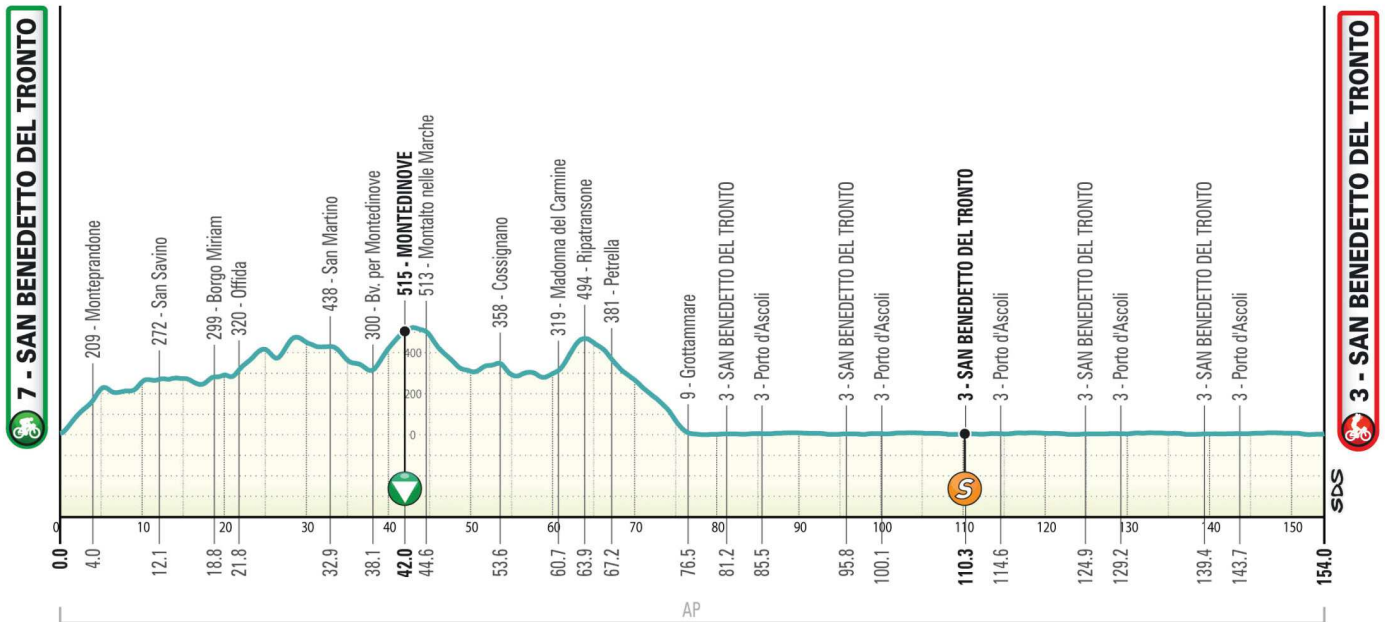 7 - SAN BENEDETTO DEL TRONTO
209 - Monteprandone
272 - San Savino
299 - Borgo Miriam
320 - Offida
438 - San Martino
300 - Bv. per Montedinove
515 - MONTEDINOVE
513 - Montalto nelle Marche
358 - Cossignano
319 - Madonna del Carmine
494 - Ripatransone
381 - Petrella
9 - Grottammare
3 - SAN BENEDETTO DEL TRONTO
3 - Porto d'Ascoli
3 - SAN BENEDETTO DEL TRONTO
3 - Porto d'Ascoli
3 - SAN BENEDETTO DEL TRONTO
3 - Porto d'Ascoli
3 - SAN BENEDETTO DEL TRONTO
3 - Porto d'Ascoli
3 - SAN BENEDETTO DEL TRONTO
3 - Porto d'Ascoli
3 - SAN BENEDETTO DEL TRONTO
400
200
0
S
SDS
0 10 20 30 40 50 60 70 80 90 100 110 120 130 140 150
0.0 4.0 12.1 18.8 21.8 32.9 38.1 42.0 44.6 53.6 60.7 63.9 67.2 76.5 81.2 85.5 95.8 100.1 110.3 114.6 124.9 129.2 139.4 143.7 154.0
AP